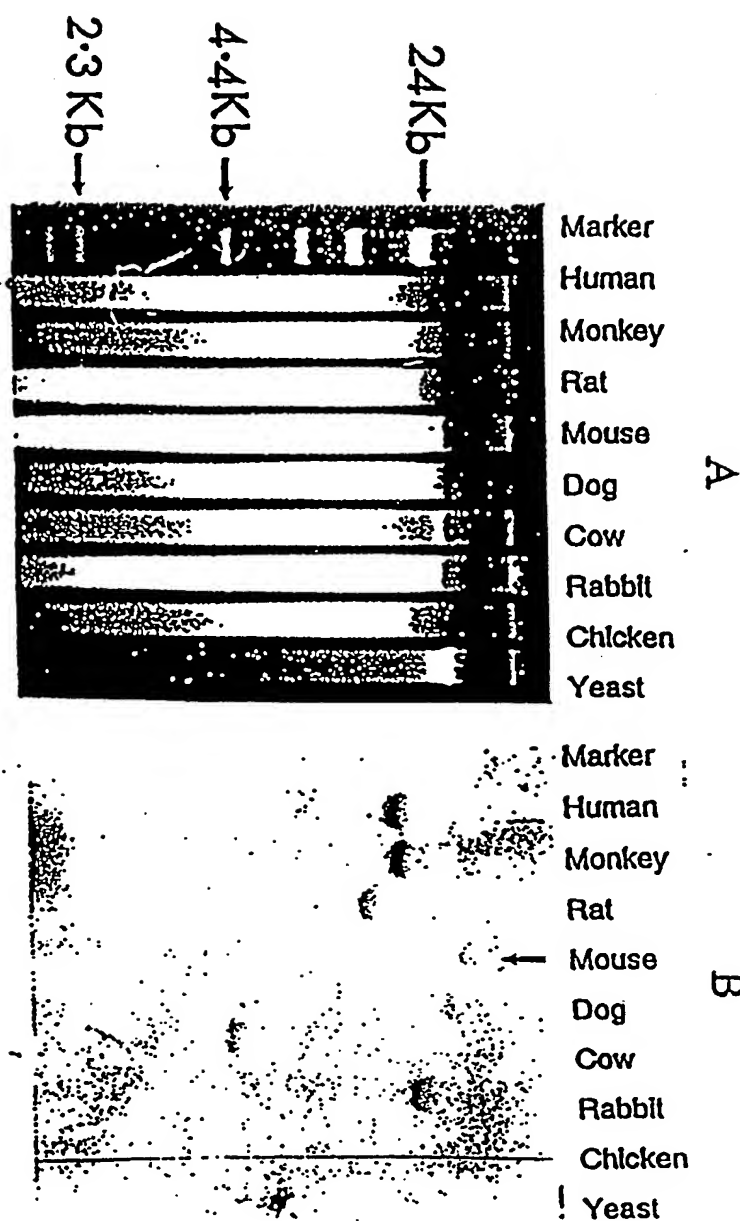 2·3 Kb→
4·4Kb→
24Kb→
A
Marker
Human
Monkey
Rat
Mouse
Dog
Cow
Rabbit
Chicken
Yeast
B
Marker
Human
Monkey
Rat
Mouse
Dog
Cow
Rabbit
Chicken
Yeast